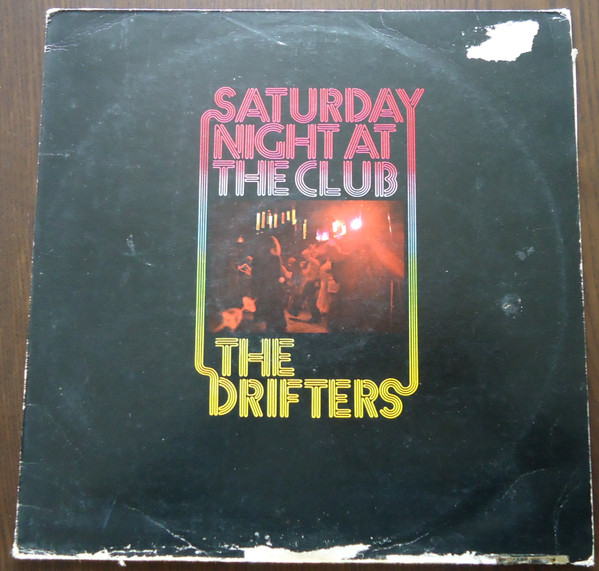 SATURDAY
NIGHT AT
THE CLUB
THE
DRIFTERS